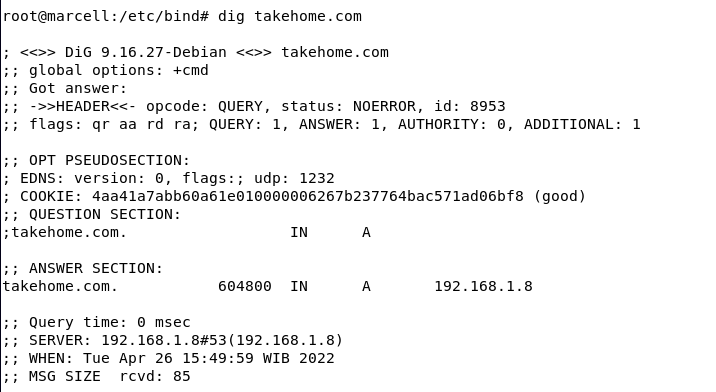 root@marcell:/etc/bind# dig takehome.com
; <<>> DiG 9.16.27-Debian <<>> takehome.com
;; global options: +cmd
;; Got answer:
;; ->>HEADER<<- opcode: QUERY, status: NOERROR, id: 8953
;; flags: qr aa rd ra; QUERY: 1, ANSWER: 1, AUTHORITY: 0, ADDITIONAL: 1
;; OPT PSEUDOSECTION:
; EDNS: version: 0, flags:; udp: 1232
; COOKIE: 4aa41a7abb60a61e010000006267b237764bac571ad06bf8 (good)
;; QUESTION SECTION:
;takehome.com. IN A
;; ANSWER SECTION:
takehome.com. 604800 IN A 192.168.1.8
;; Query time: 0 msec
;; SERVER: 192.168.1.8#53(192.168.1.8)
;; WHEN: Tue Apr 26 15:49:59 WIB 2022
;; MSG SIZE rcvd: 85